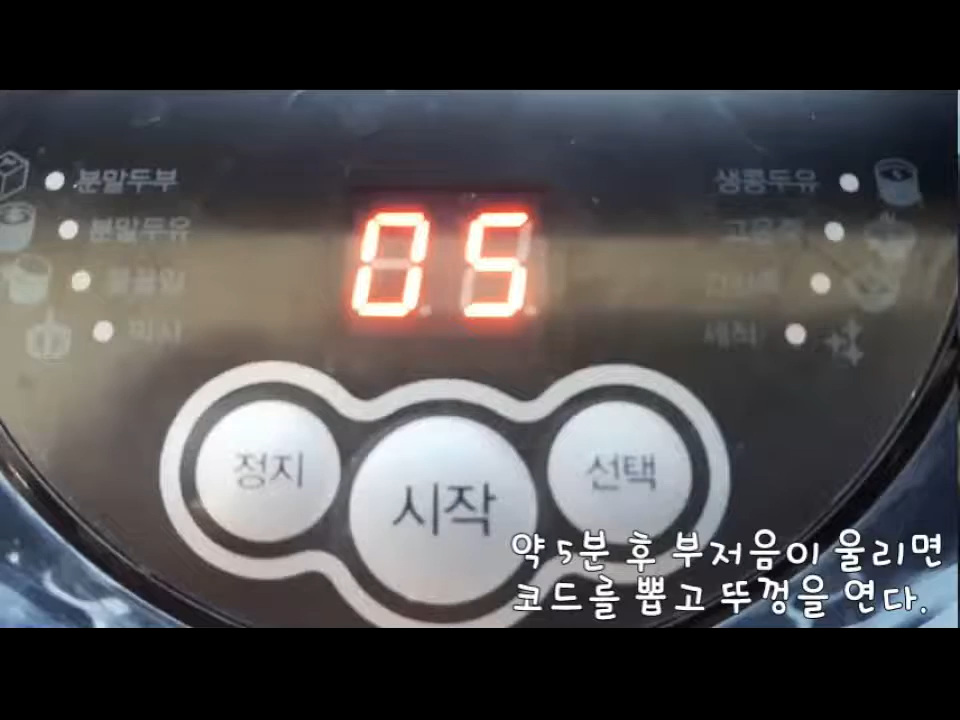 분말두부
생콩두유
분말두유
05
정지
시작
선택
약 5분 후 부저음이 울리면
코드를 뽑고 뚜껑을 연다.